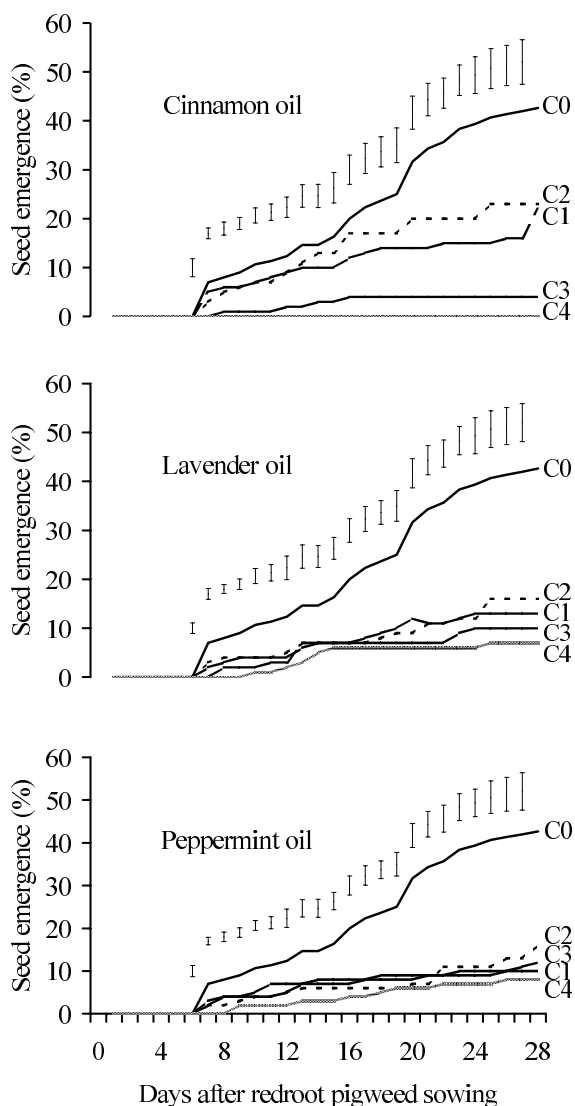 60
50
40
30
20
10
0
Seed emergence (%)
Cinnamon oil
C0
C2
C1
C3
C4
60
50
40
30
20
10
0
Seed emergence (%)
Lavender oil
C0
C2
C1
C3
C4
60
50
40
30
20
10
0
Seed emergence (%)
Peppermint oil
C0
C2
C3
C1
C4
0 4 8 12 16 20 24 28
Days after redroot pigweed sowing